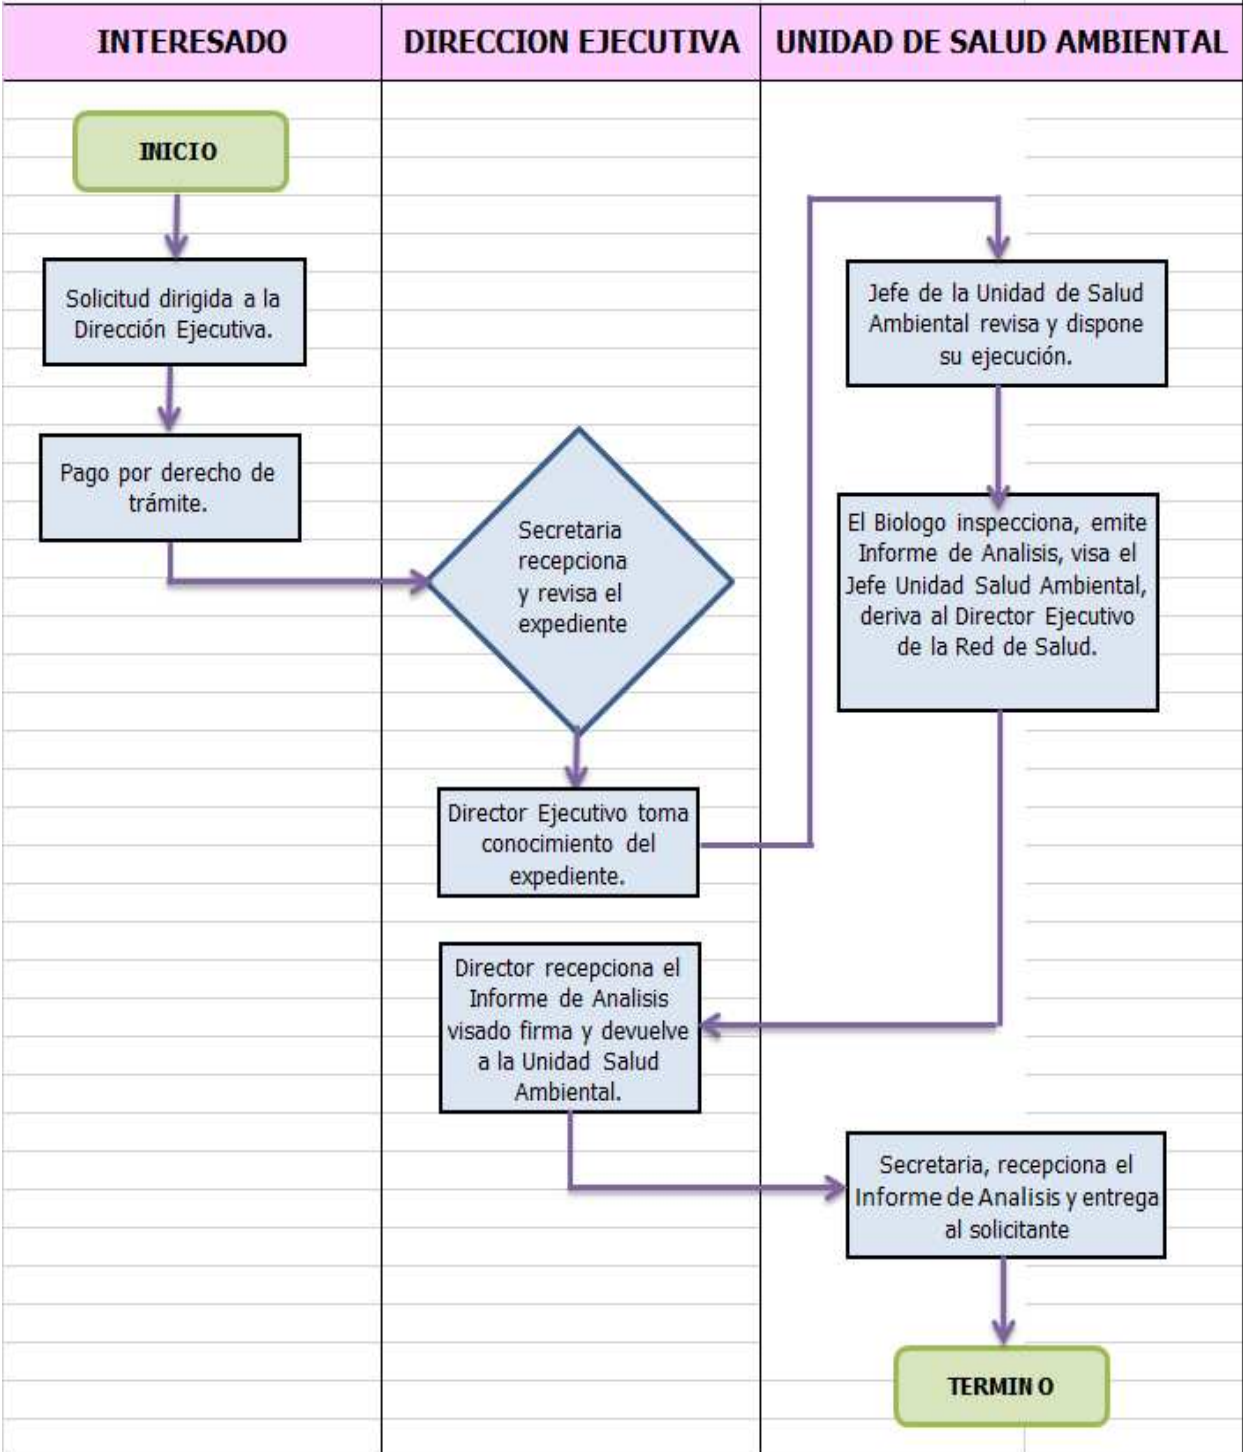 INTERESADO
DIRECCION EJECUTIVA
UNIDAD DE SALUD AMBIENTAL
INICIO
Solicitud dirigida a la
Dirección Ejecutiva.
Pago por derecho de
trámite.
Secretaria
recepciona
y revisa el
expediente
Director Ejecutivo toma
conocimiento del
expediente.
Jefe de la Unidad de Salud
Ambiental revisa y dispone
su ejecución.
El Biologo inspecciona, emite
Informe de Analisis, visa el
Jefe Unidad Salud Ambiental,
deriva al Director Ejecutivo
de la Red de Salud.
Director recepciona el
Informe de Analisis
visado firma y devuelve
a la Unidad Salud
Ambiental.
Secretaria, recepciona el
Informe de Analisis y entrega
al solicitante
TERMINO